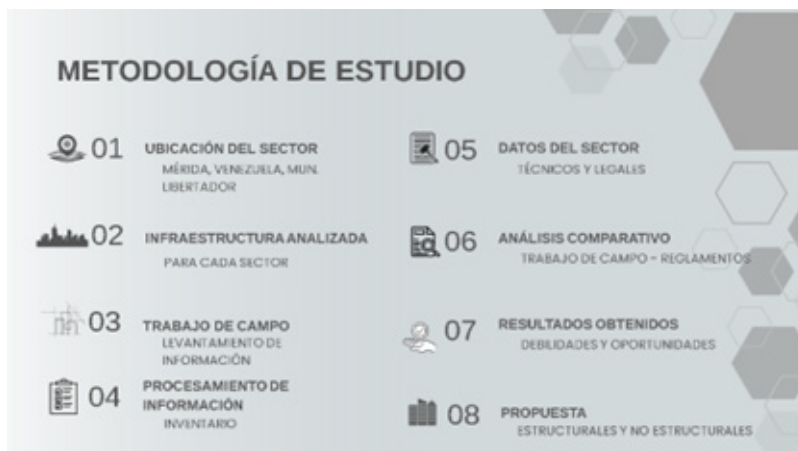 METODOLOGÍA DE ESTUDIO
01 UBICACIÓN DEL SECTOR
MÉRIDA, VENEZUELA, MUN.
LIBERTADOR
02 INFRAESTRUCTURA ANALIZADA
PARA CADA SECTOR
03 TRABAJO DE CAMPO
LEVANTAMIENTO DE
INFORMACIÓN
04 PROCESAMIENTO DE
INFORMACIÓN
INVENTARIO
05 DATOS DEL SECTOR
TÉCNICOS Y LEGALES
06 ANÁLISIS COMPARATIVO
TRABAJO DE CAMPO - REGLAMENTOS
07 RESULTADOS OBTENIDOS
DEBILIDADES Y OPORTUNIDADES
08 PROPUESTA
ESTRUCTURALES Y NO ESTRUCTURALES